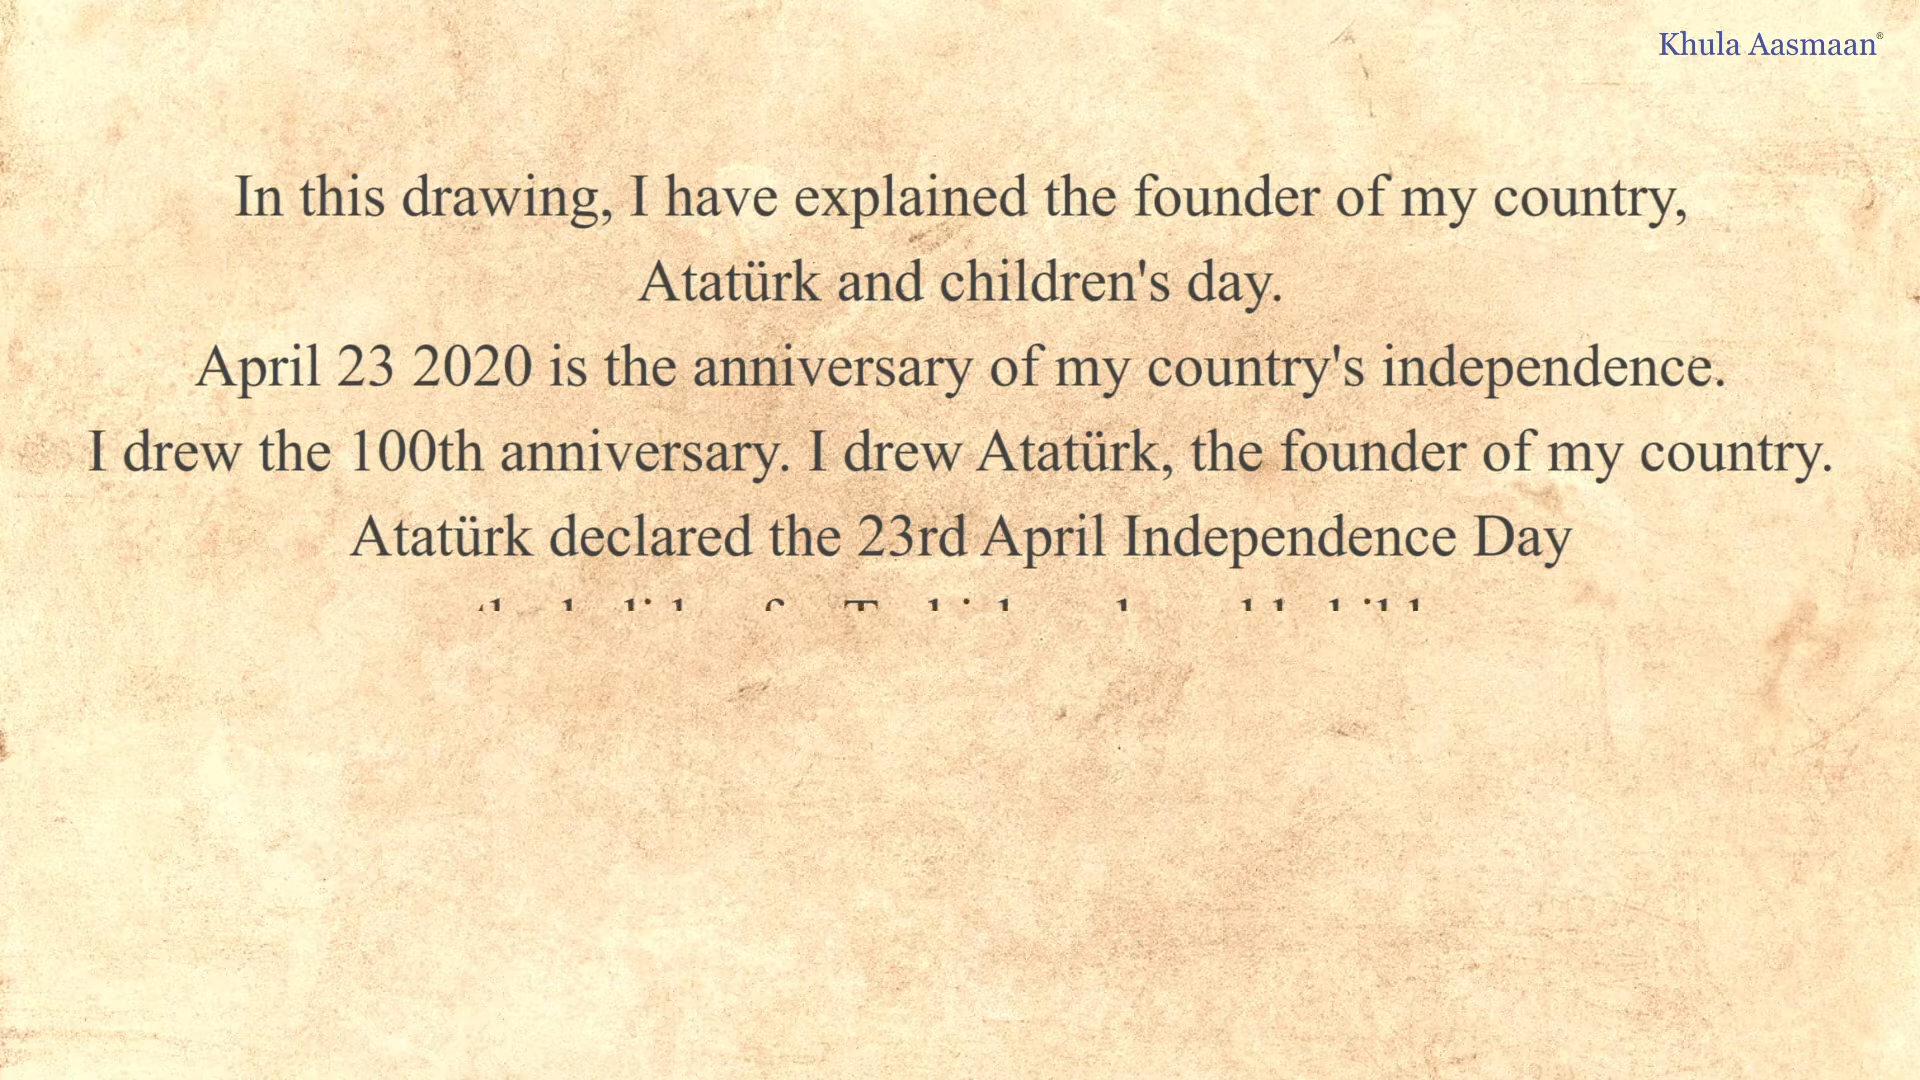 Khula Aasmaan®
In this drawing, I have explained the founder of my country,
Atatürk and children's day.
April 23 2020 is the anniversary of my country's independence.
I drew the 100th anniversary. I drew Atatürk, the founder of my country.
Atatürk declared the 23rd April Independence Day